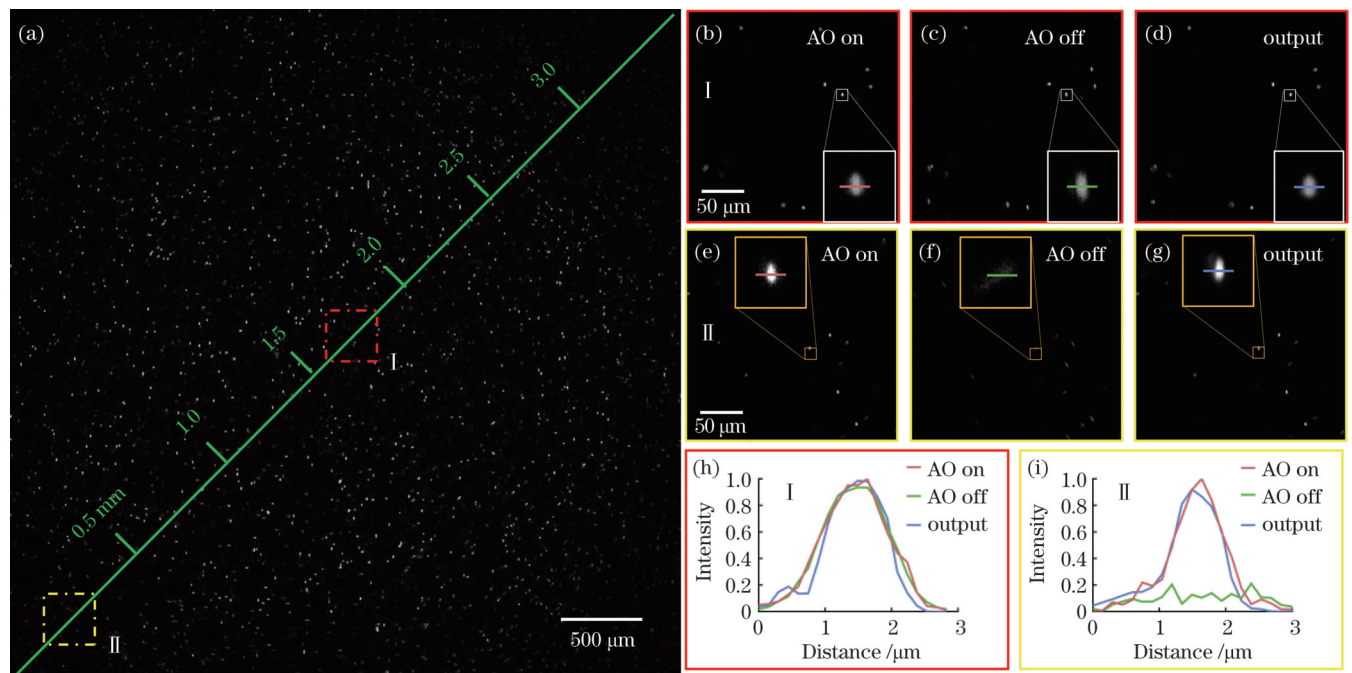 (a)
3.0
2.5
2.0
1.5
Ⅰ
1.0
0.5 mm
Ⅱ
500 μm
(b) AO on
Ⅰ
50 μm
(c) AO off
(d) output
(e) AO on
Ⅱ
50 μm
(f) AO off
(g) output
(h)
Ⅰ
AO on
AO off
output
Intensity
1.0
0.8
0.6
0.4
0.2
0 1 2 3
Distance /μm
(i)
Ⅱ
AO on
AO off
output
Intensity
1.0
0.8
0.6
0.4
0.2
0 1 2 3
Distance /μm